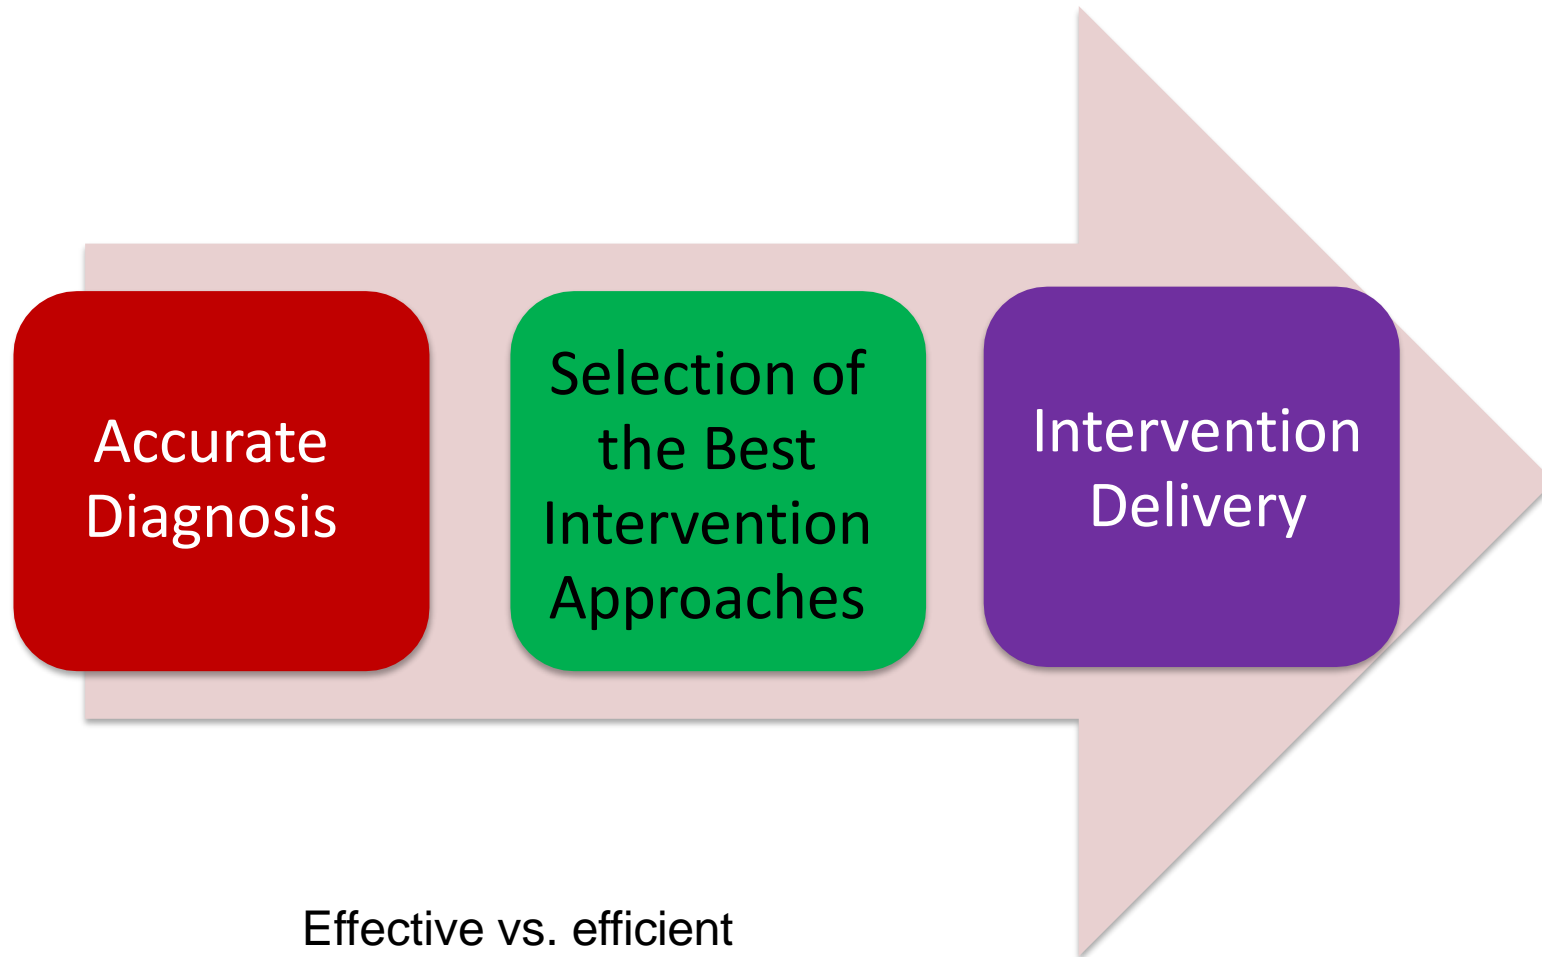 Accurate
Diagnosis
Selection of
the Best
Intervention
Approaches
Intervention
Delivery
Effective vs. efficient